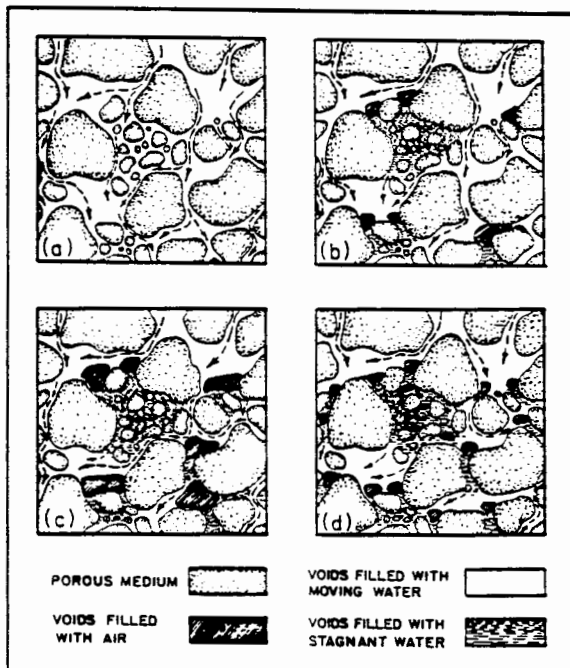 (a)
(b)
(c)
(d)
POROUS MEDIUM
VOIDS FILLED WITH
MOVING WATER
VOIDS FILLED
WITH AIR
VOIDS FILLED WITH
STAGNANT WATER